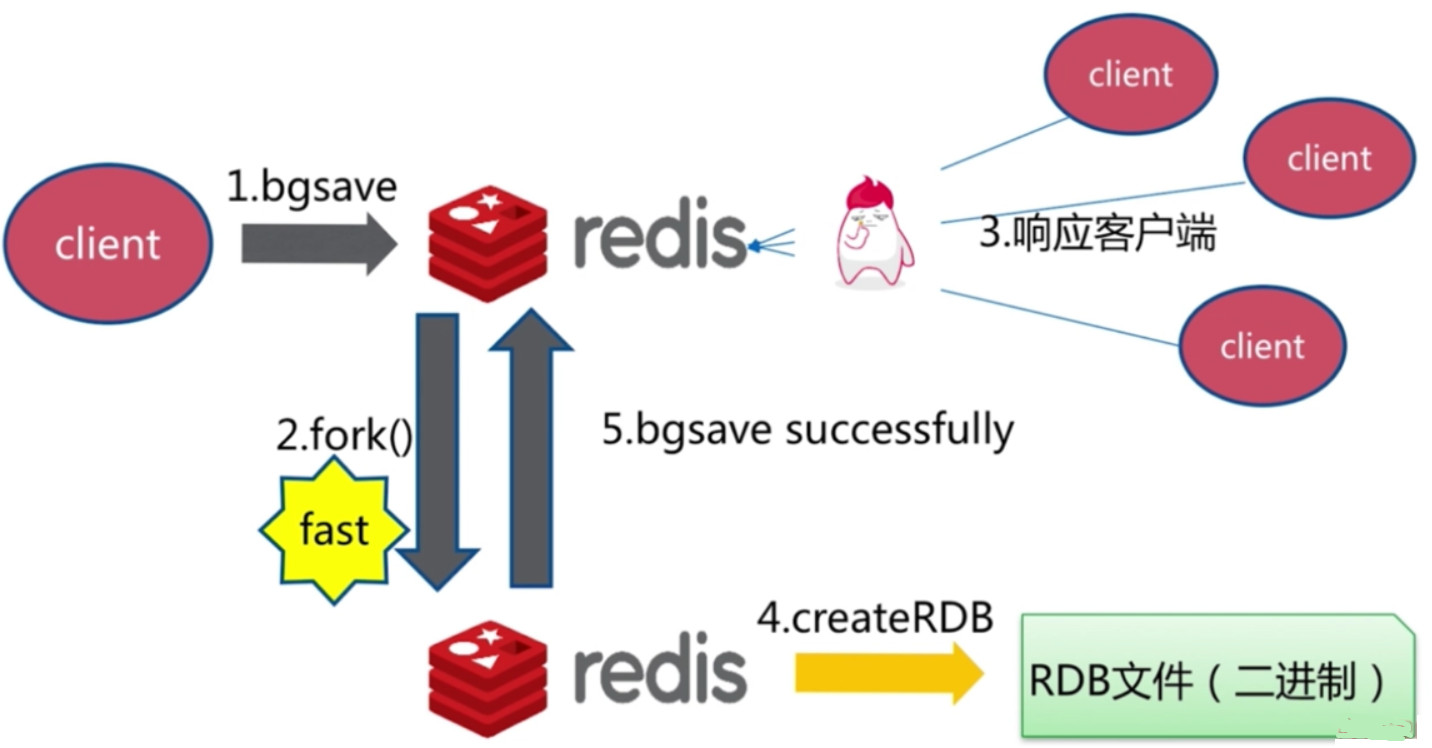 client
client
1.bgsave
client
redis
3.响应客户端
client
2.fork()
5.bgsave successfully
fast
4.createRDB
redis
RDB文件（二进制）